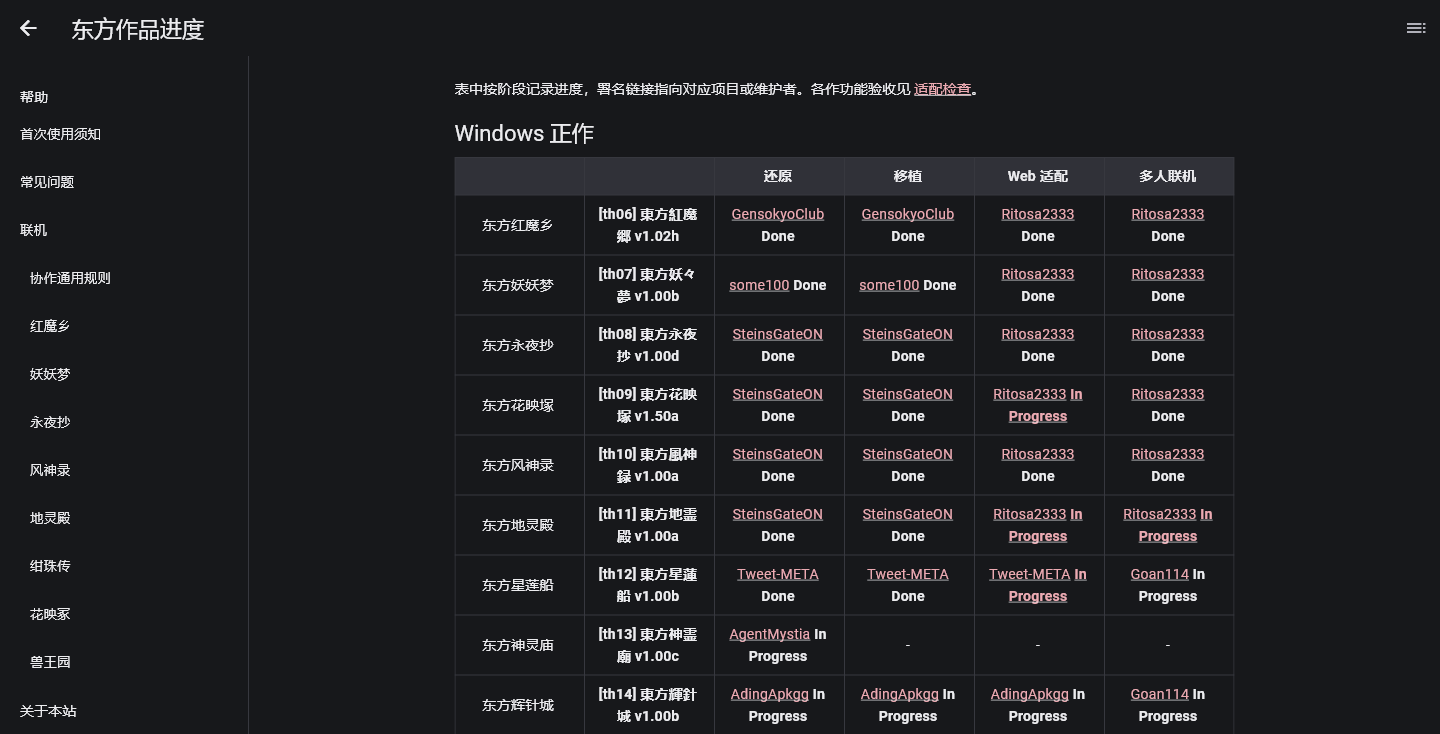 东方作品进度
帮助
首次使用须知
常见问题
联机
协作通用规则
红魔乡
妖妖梦
永夜抄
风神录
地灵殿
绀珠传
花映冢
兽王园
关于本站
表中按阶段记录进度，署名链接指向对应项目或维护者。各作功能验收见 适配检查。
Windows 正作
还原 移植 Web 适配 多人联机
东方红魔乡 [th06] 東方紅魔郷 v1.02h GensokyoClub Done GensokyoClub Done Ritosa2333 Done Ritosa2333 Done
东方妖妖梦 [th07] 東方妖々夢 v1.00b some100 Done some100 Done Ritosa2333 Done Ritosa2333 Done
东方永夜抄 [th08] 東方永夜抄 v1.00d SteinsGateON Done SteinsGateON Done Ritosa2333 Done Ritosa2333 Done
东方花映塚 [th09] 東方花映塚 v1.50a SteinsGateON Done SteinsGateON Done Ritosa2333 In Progress Ritosa2333 Done
东方风神录 [th10] 東方風神録 v1.00a SteinsGateON Done SteinsGateON Done Ritosa2333 Done Ritosa2333 Done
东方地灵殿 [th11] 東方地霊殿 v1.00a SteinsGateON Done SteinsGateON Done Ritosa2333 In Progress Ritosa2333 In Progress
东方星莲船 [th12] 東方星蓮船 v1.00b Tweet-META Done Tweet-META Done Tweet-META In Progress Goan114 In Progress
东方神灵庙 [th13] 東方神霊廟 v1.00c AgentMystia In Progress - - -
东方辉针城 [th14] 東方輝針城 v1.00b AdingApkgg In Progress AdingApkgg In Progress AdingApkgg In Progress Goan114 In Progress